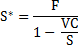 S* = F / (1 − VC/S)